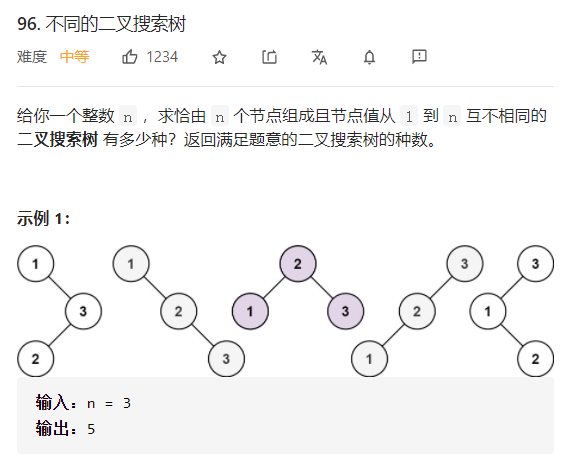 96. 不同的二叉搜索树
难度 中等 1234
给你一个整数 n ，求恰由 n 个节点组成且节点值从 1 到 n 互不相同的
二叉搜索树 有多少种？返回满足题意的二叉搜索树的种数。
示例 1：
1 1 2 3 3
3 2 1 3 2 1
2 3 1 2
输入：n = 3
输出：5